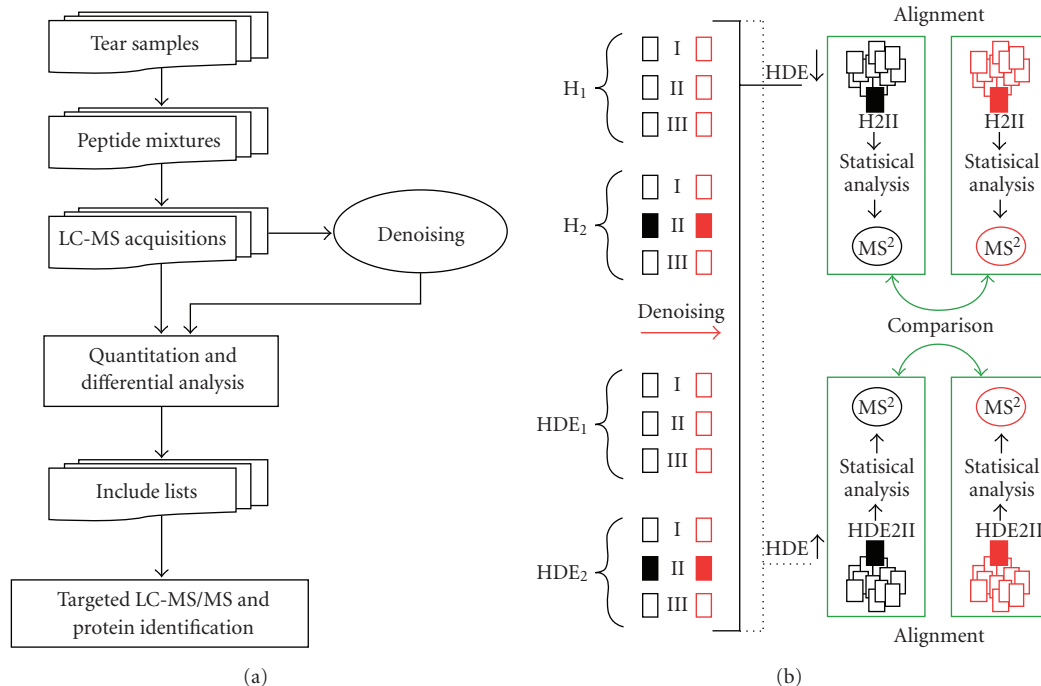 Tear samples
Peptide mixtures
LC-MS acquisitions
Denoising
Quantitation and
differential analysis
Include lists
Targeted LC-MS/MS and
protein identification
(a)
H₁
I
II
III
H₂
I
II
III
Denoising
HDE₁
I
II
III
HDE₂
I
II
III
HDE
HDE
Alignment
H2II
Statisical
analysis
MS²
H2II
Statisical
analysis
MS²
Comparison
MS²
Statisical
analysis
HDE2II
MS²
Statisical
analysis
HDE2II
Alignment
(b)